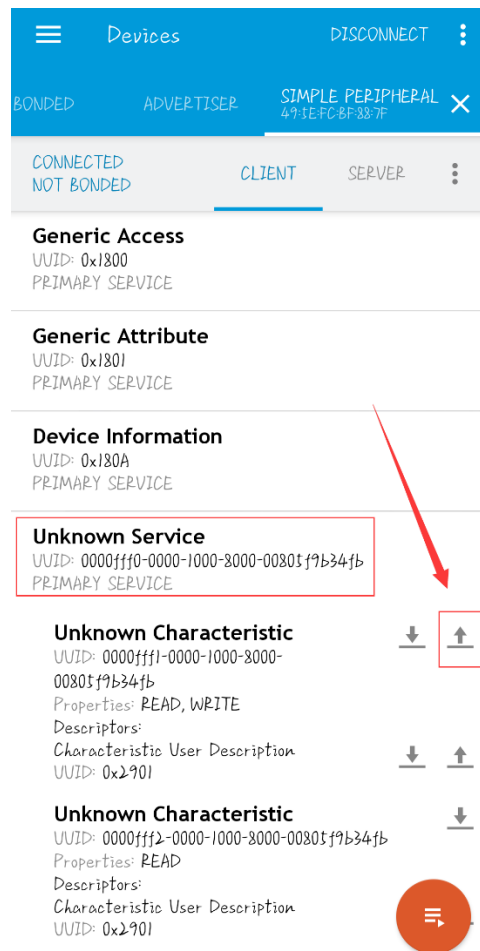 Devices
DISCONNECT
BONDED
ADVERTISER
SIMPLE PERIPHERAL
49:5E:FC:BF:88:7F
CONNECTED
NOT BONDED
CLIENT
SERVER
Generic Access
UUID: 0x1800
PRIMARY SERVICE
Generic Attribute
UUID: 0x1801
PRIMARY SERVICE
Device Information
UUID: 0x180A
PRIMARY SERVICE
Unknown Service
UUID: 0000fff0-0000-1000-8000-00805f9b34fb
PRIMARY SERVICE
Unknown Characteristic
UUID: 0000fff1-0000-1000-8000-
00805f9b34fb
Properties: READ, WRITE
Descriptors:
Characteristic User Description
UUID: 0x2901
Unknown Characteristic
UUID: 0000fff2-0000-1000-8000-00805f9b34fb
Properties: READ
Descriptors:
Characteristic User Description
UUID: 0x2901